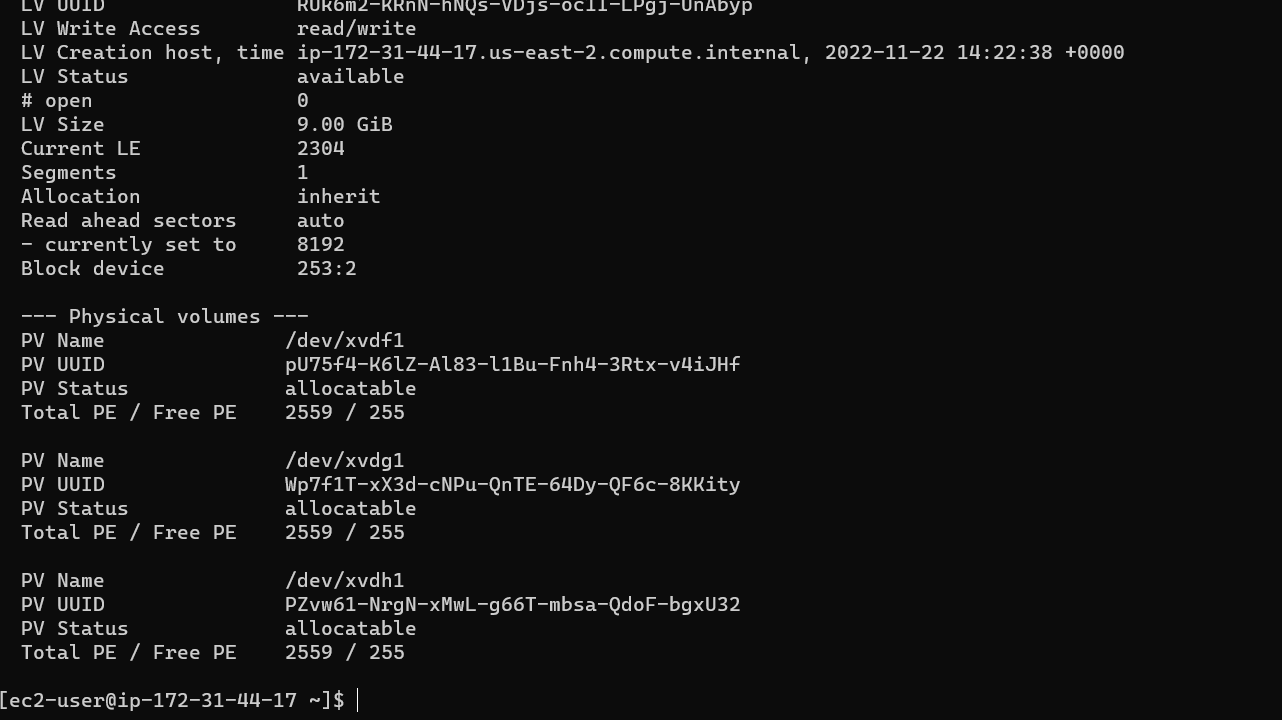 LV UUID
LV Write Access read/write
LV Creation host, time ip-172-31-44-17.us-east-2.compute.internal, 2022-11-22 14:22:38 +0000
LV Status available
# open 0
LV Size 9.00 GiB
Current LE 2304
Segments 1
Allocation inherit
Read ahead sectors auto
- currently set to 8192
Block device 253:2
--- Physical volumes ---
PV Name /dev/xvdf1
PV UUID pU75f4-K6lZ-Al83-l1Bu-Fnh4-3Rtx-v4iJHf
PV Status allocatable
Total PE / Free PE 2559 / 255
PV Name /dev/xvdg1
PV UUID Wp7f1T-xX3d-cNPu-QnTE-64Dy-QF6c-8KKity
PV Status allocatable
Total PE / Free PE 2559 / 255
PV Name /dev/xvdh1
PV UUID PZvw61-NrgN-xMwL-g66T-mbsa-QdoF-bgxU32
PV Status allocatable
Total PE / Free PE 2559 / 255
[ec2-user@ip-172-31-44-17 ~]$